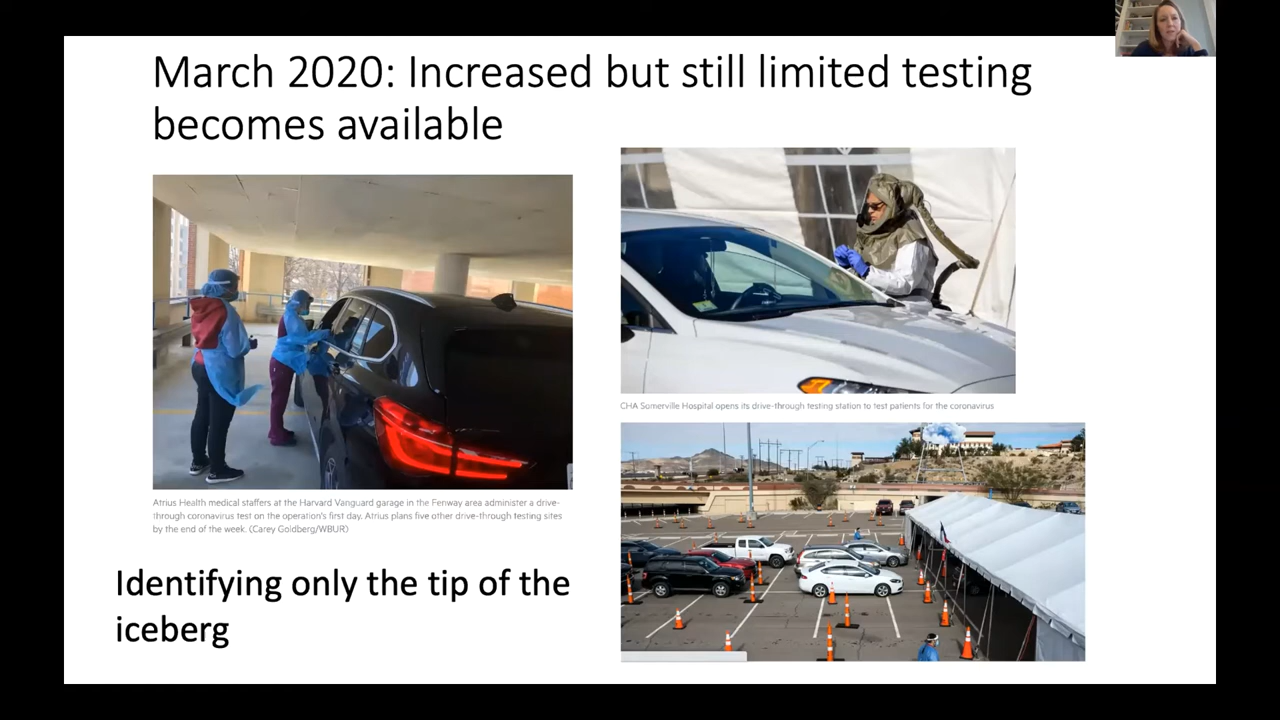 March 2020: Increased but still limited testing
becomes available
Atrius Health medical staffers at the Harvard Vanguard garage in the Fenway area administer a drive-
through coronavirus test on the operation's first day. Atrius plans five other drive-through testing sites
by the end of the week. (Carey Goldberg/WBUR)
Identifying only the tip of the
iceberg
CHA Somerville Hospital opens its drive-through testing station to test patients for the coronavirus